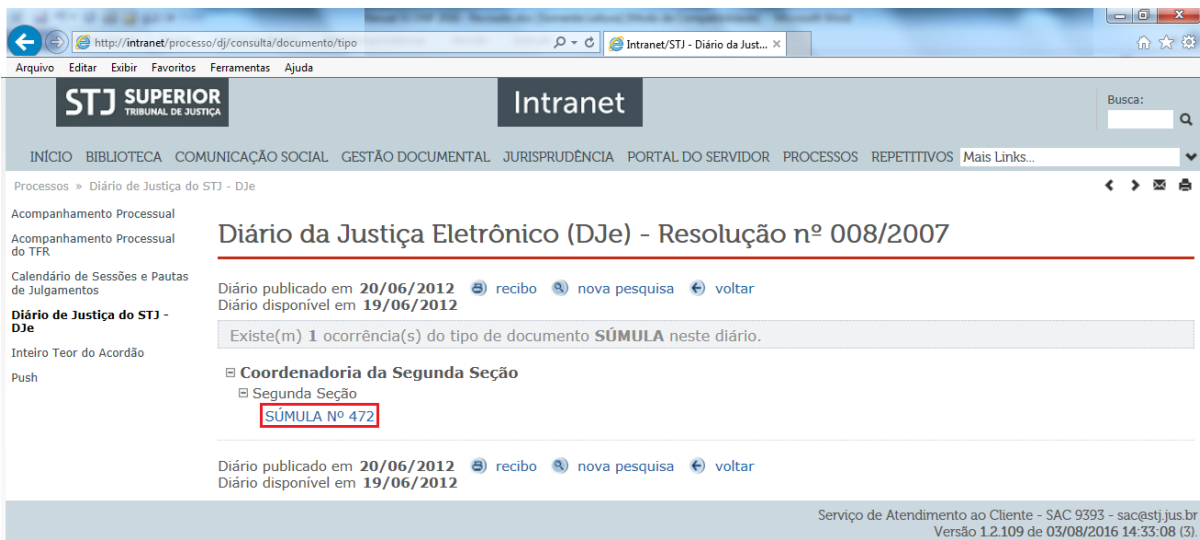 http://intranet/processo/dj/consulta/documento/tipo
Intranet/STJ - Diário da Just...
Arquivo Editar Exibir Favoritos Ferramentas Ajuda
STJ SUPERIOR
TRIBUNAL DE JUSTIÇA
Intranet
Busca:
INÍCIO BIBLIOTECA COMUNICAÇÃO SOCIAL GESTÃO DOCUMENTAL JURISPRUDÊNCIA PORTAL DO SERVIDOR PROCESSOS REPETITIVOS Mais Links...
Processos » Diário de Justiça do STJ - DJe
Acompanhamento Processual
Acompanhamento Processual
do TFR
Calendário de Sessões e Pautas
de Julgamentos
Diário de Justiça do STJ -
DJe
Inteiro Teor do Acordão
Push
Diário da Justiça Eletrônico (DJe) - Resolução nº 008/2007
Diário publicado em 20/06/2012 recibo nova pesquisa voltar
Diário disponível em 19/06/2012
Existe(m) 1 ocorrência(s) do tipo de documento SÚMULA neste diário.
Coordenadoria da Segunda Seção
Segunda Seção
SÚMULA Nº 472
Diário publicado em 20/06/2012 recibo nova pesquisa voltar
Diário disponível em 19/06/2012
Serviço de Atendimento ao Cliente - SAC 9393 - sac@stj.jus.br
Versão 1.2.109 de 03/08/2016 14:33:08 (3).